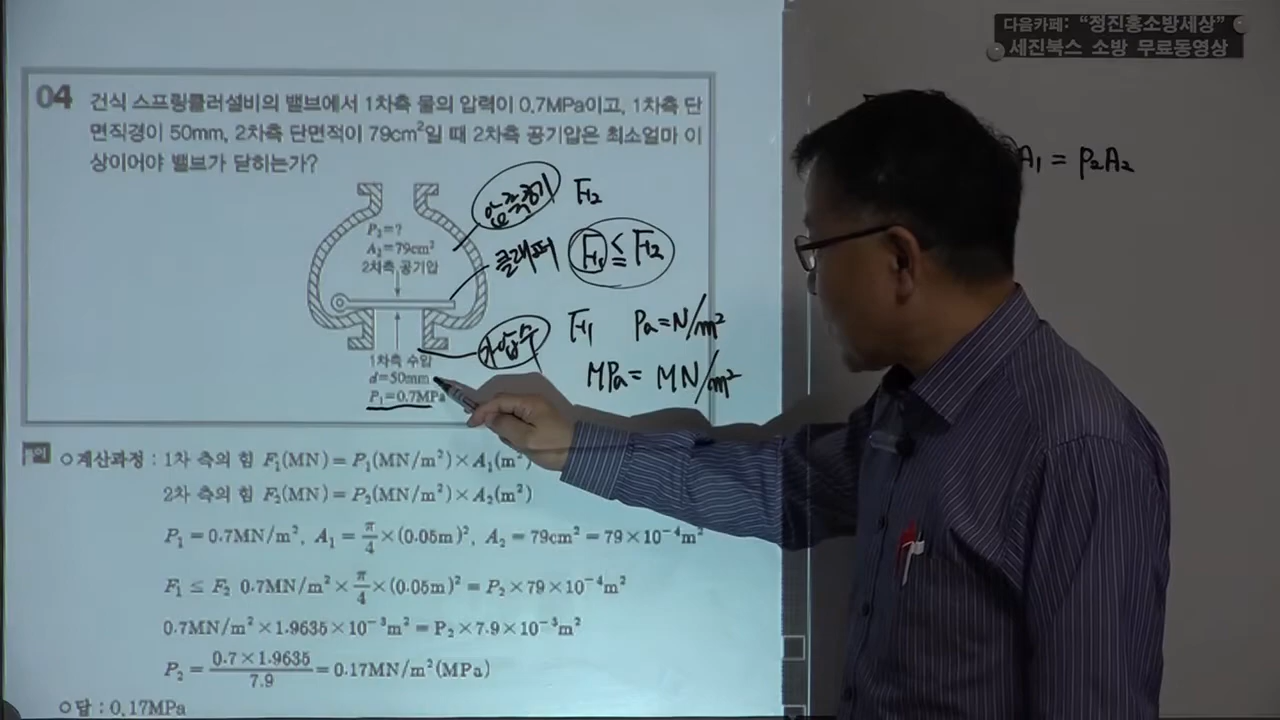 다음카페: "정진홍소방세상"
세진북스 소방 무료동영상
04 건식 스프링클러설비의 밸브에서 1차측 물의 압력이 0.7MPa이고, 1차측 단
면직경이 50mm, 2차측 단면적이 79cm²일 때 2차측 공기압은 최소얼마 이
상이어야 밸브가 닫히는가?
A₁ = P₂A₂
압축공기 F₂
P₂=?
A₂=79cm²
2차측 공기압
클래퍼 F₁ ≦ F₂
가압수 F₁ Pa=N/m²
MPa= MN/m²
1차측 수압
d=50mm
P₁=0.7MPa
○계산과정 : 1차 측의 힘 F₁(MN)=P₁(MN/m²)×A₁(m²
2차 측의 힘 F₂(MN)=P₂(MN/m²)×A₂(m²)
P₁=0.7MN/m², A₁=π/4×(0.05m)², A₂=79cm²=79×10⁻⁴m²
F₁ ≤ F₂ 0.7MN/m²×π/4×(0.05m)²=P₂×79×10⁻⁴m²
0.7MN/m²×1.9635×10⁻³m²=P₂×7.9×10⁻³m²
P₂=0.7×1.9635/7.9=0.17MN/m²(MPa)
○답 : 0.17MPa